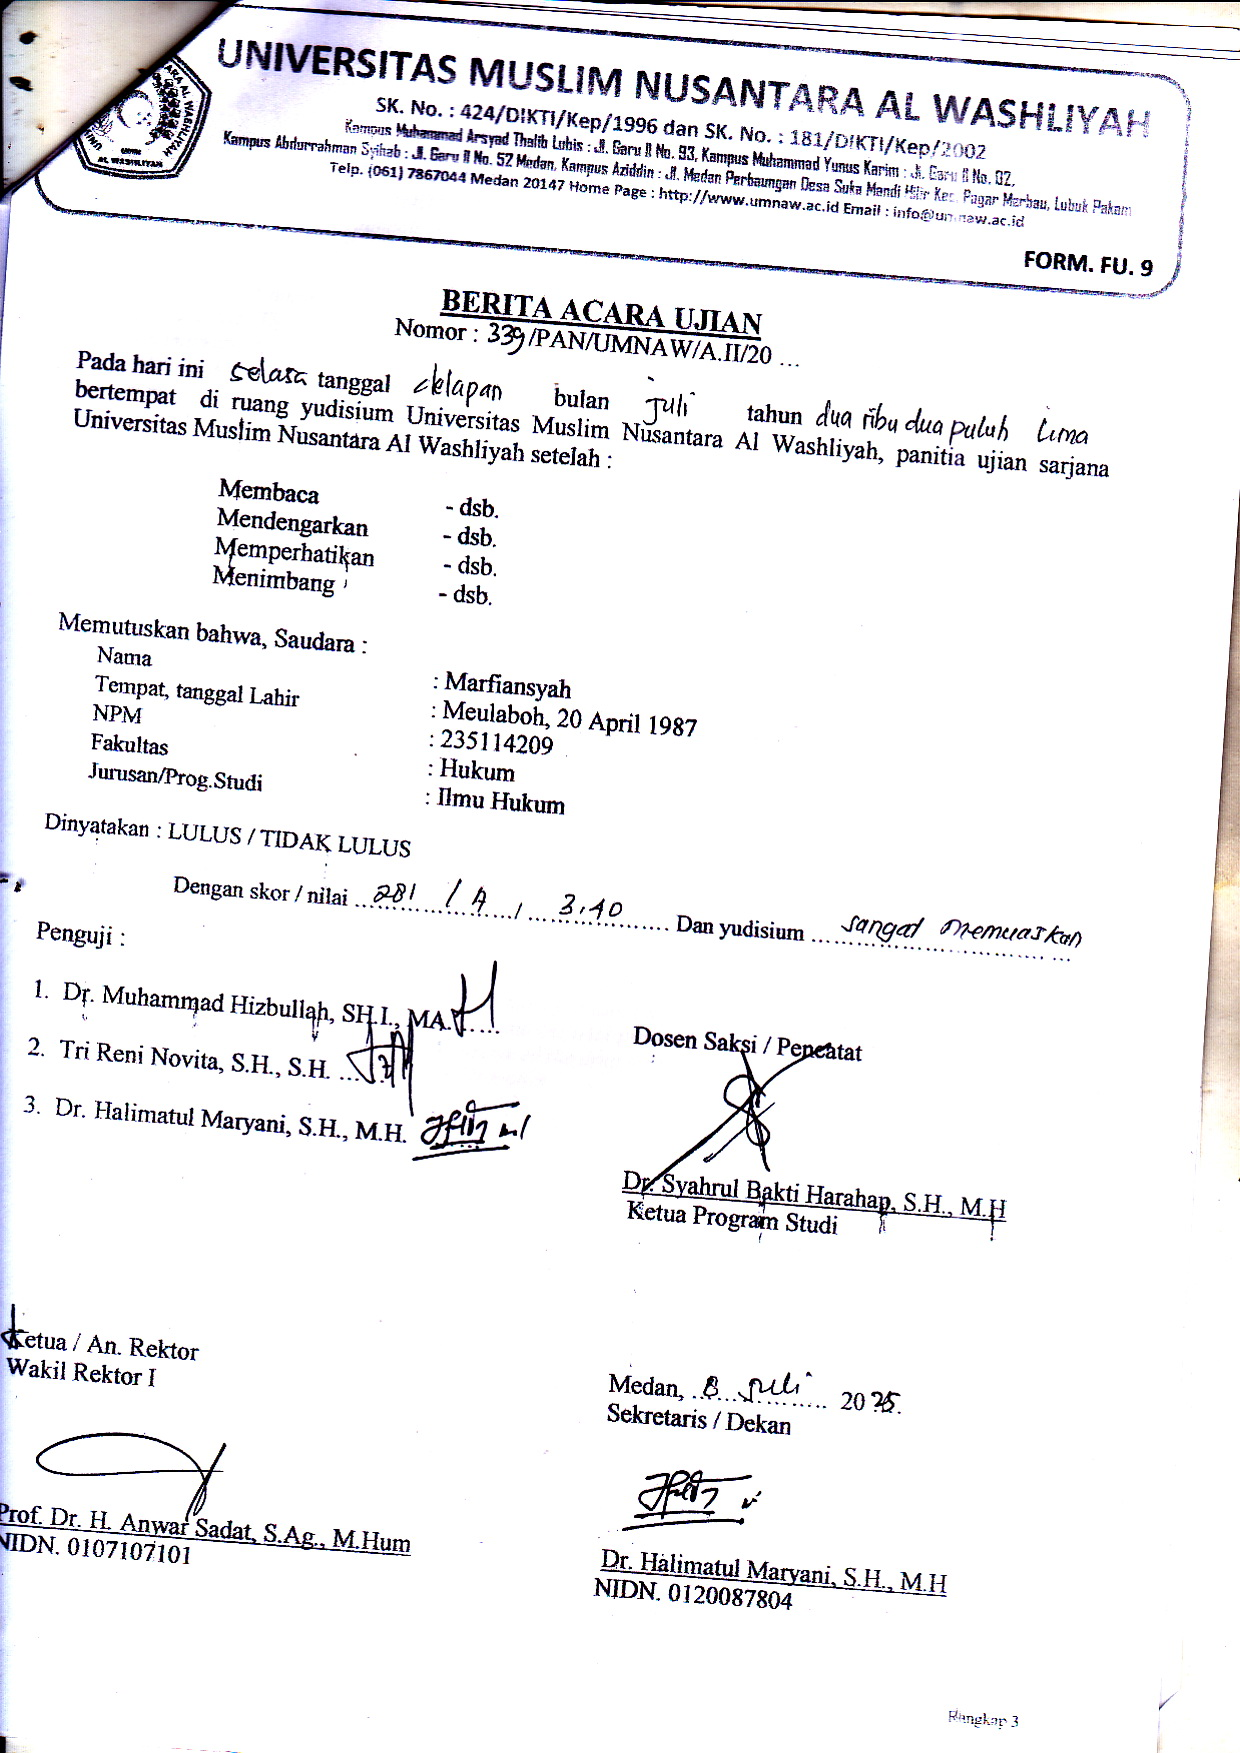 UNIVERSITAS MUSLIM NUSANTARA AL WASHLIYAH
SK. No. : 424/DIKTI/Kep/1996 dan SK. No. : 181/DIKTI/Kep/2002
Kampus Muhammad Arsyad Thalib Lubis : Jl. Garu II No. 93, Kampus Muhammad Yunus Karim : Jl. Garu II No. 02,
Kampus Abdurrahman Syihab : Jl. Garu II No. 52 Medan, Kampus Aziddin : Jl. Medan Perbaungan Desa Suka Mandi Hilir Kec. Pagar Merbau, Lubuk Pakam
Telp. (061) 7867044 Medan 20147 Home Page : http://www.umnaw.ac.id Email : info@umnaw.ac.id
UMNW
AL WASHLIYAH
FORM. FU. 9
BERITA ACARA UJIAN
Nomor : 339/PAN/UMNAW/A.II/20 ...
Pada hari ini selasa tanggal delapan bulan juli tahun dua ribu dua puluh lima
bertempat di ruang yudisium Universitas Muslim Nusantara Al Washliyah, panitia ujian sarjana
Universitas Muslim Nusantara Al Washliyah setelah :
Membaca - dsb.
Mendengarkan - dsb.
Memperhatikan - dsb.
Menimbang - dsb.
Memutuskan bahwa, Saudara :
Nama : Marfiansyah
Tempat, tanggal Lahir : Meulaboh, 20 April 1987
NPM : 235114209
Fakultas : Hukum
Jurusan/Prog.Studi : Ilmu Hukum
Dinyatakan : LULUS / TIDAK LULUS
Dengan skor / nilai 281 / A / 3,40 Dan yudisium sangat memuaskan
Penguji :
1. Dr. Muhammad Hizbullah, SH.I., MA.
2. Tri Reni Novita, S.H., S.H.
3. Dr. Halimatul Maryani, S.H., M.H.
Dosen Saksi / Pencatat
Dr. Syahrul Bakti Harahap, S.H., M.H
Ketua Program Studi
Ketua / An. Rektor
Wakil Rektor I
Prof. Dr. H. Anwar Sadat, S.Ag., M.Hum
NIDN. 0107107101
Medan, 8 Juli 2025.
Sekretaris / Dekan
Dr. Halimatul Maryani, S.H., M.H
NIDN. 0120087804
Rangkap 3